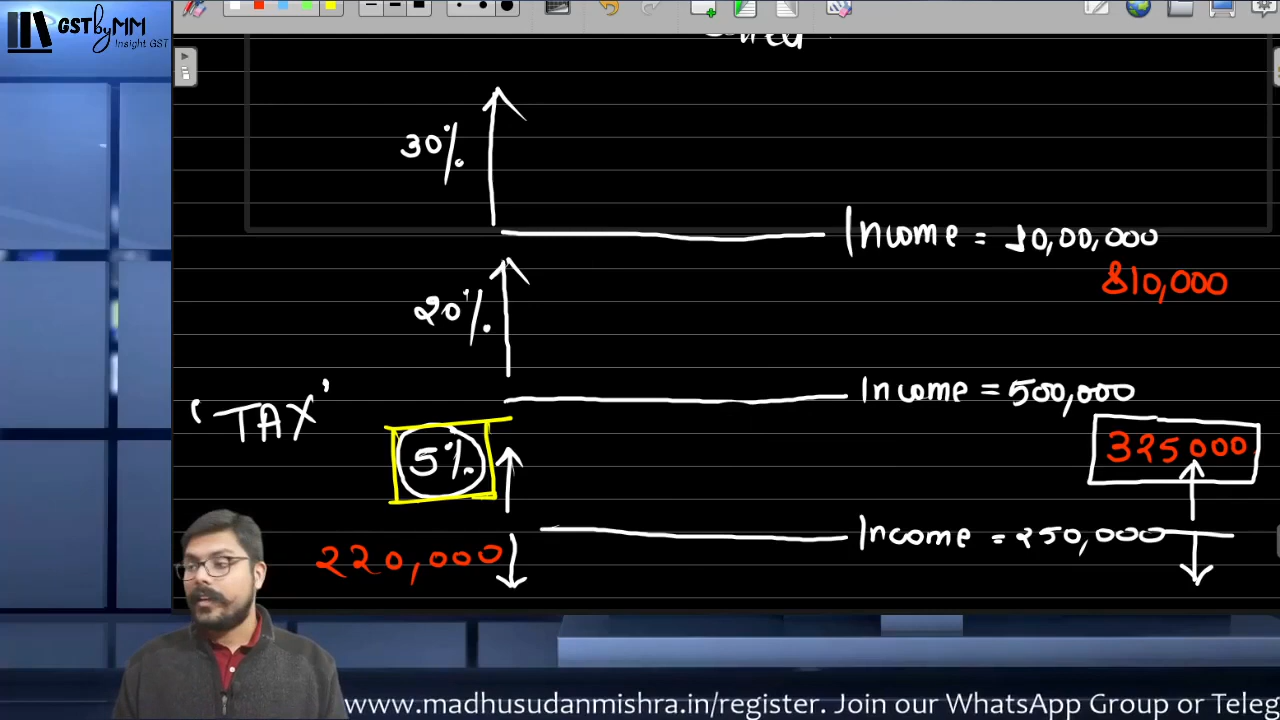 GSTbyMM
Insight GST
30%
Income = 10,00,000
810,000
20%
Income = 500,000
'TAX'
5%
325000
Income = 250,000
220,000
www.madhusudanmishra.in/register. Join our WhatsApp Group or Teleg